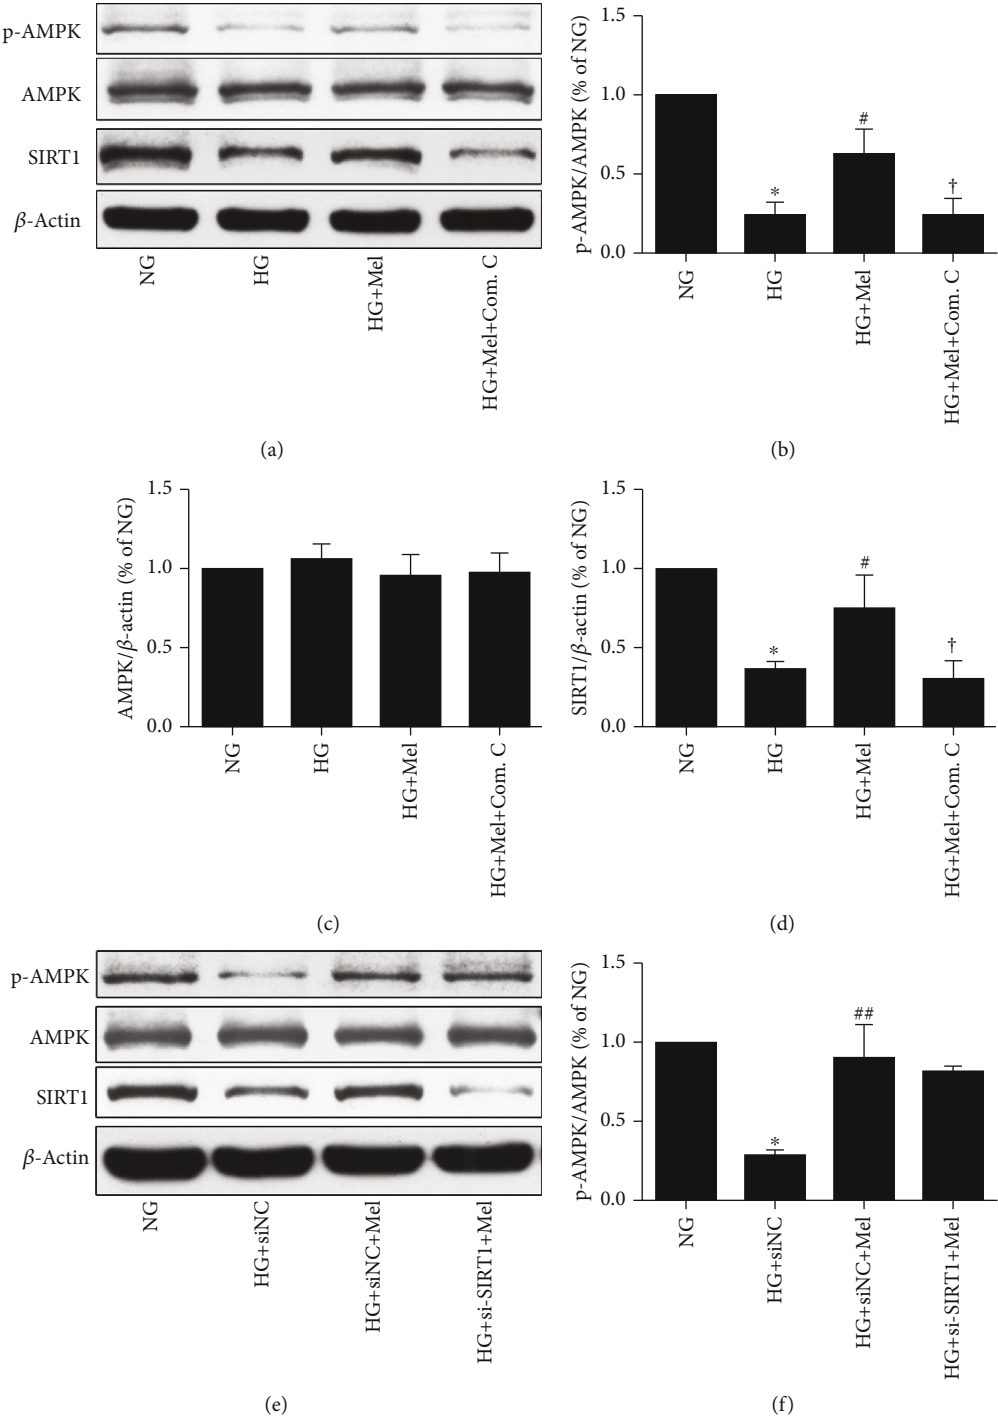 p-AMPK
AMPK
SIRT1
β-Actin
NG
HG
HG+Mel
HG+Mel+Com. C
(a)
p-AMPK/AMPK (% of NG)
1.5
1.0
0.5
0.0
*
#
†
NG
HG
HG+Mel
HG+Mel+Com. C
(b)
AMPK/β-actin (% of NG)
1.5
1.0
0.5
0.0
NG
HG
HG+Mel
HG+Mel+Com. C
(c)
SIRT1/β-actin (% of NG)
1.5
1.0
0.5
0.0
*
#
†
NG
HG
HG+Mel
HG+Mel+Com. C
(d)
p-AMPK
AMPK
SIRT1
β-Actin
NG
HG+siNC
HG+siNC+Mel
HG+si-SIRT1+Mel
(e)
p-AMPK/AMPK (% of NG)
1.5
1.0
0.5
0.0
*
##
NG
HG+siNC
HG+siNC+Mel
HG+si-SIRT1+Mel
(f)